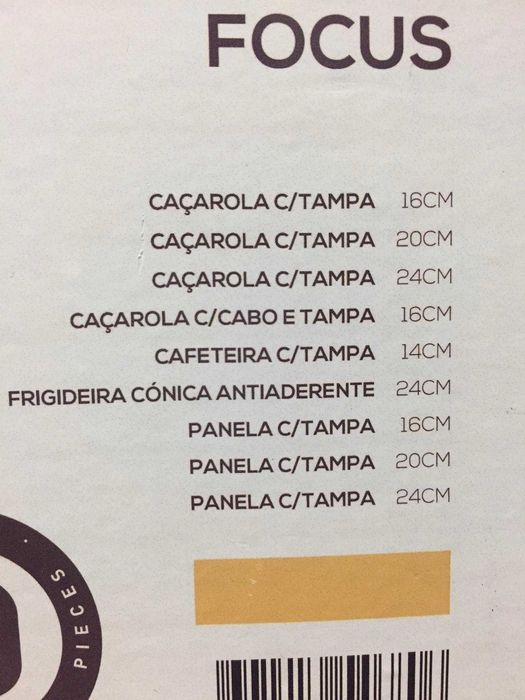 FOCUS
CAÇAROLA C/TAMPA 16CM
CAÇAROLA C/TAMPA 20CM
CAÇAROLA C/TAMPA 24CM
CAÇAROLA C/CABO E TAMPA 16CM
CAFETEIRA C/TAMPA 14CM
FRIGIDEIRA CÓNICA ANTIADERENTE 24CM
PANELA C/TAMPA 16CM
PANELA C/TAMPA 20CM
PANELA C/TAMPA 24CM
PIECES